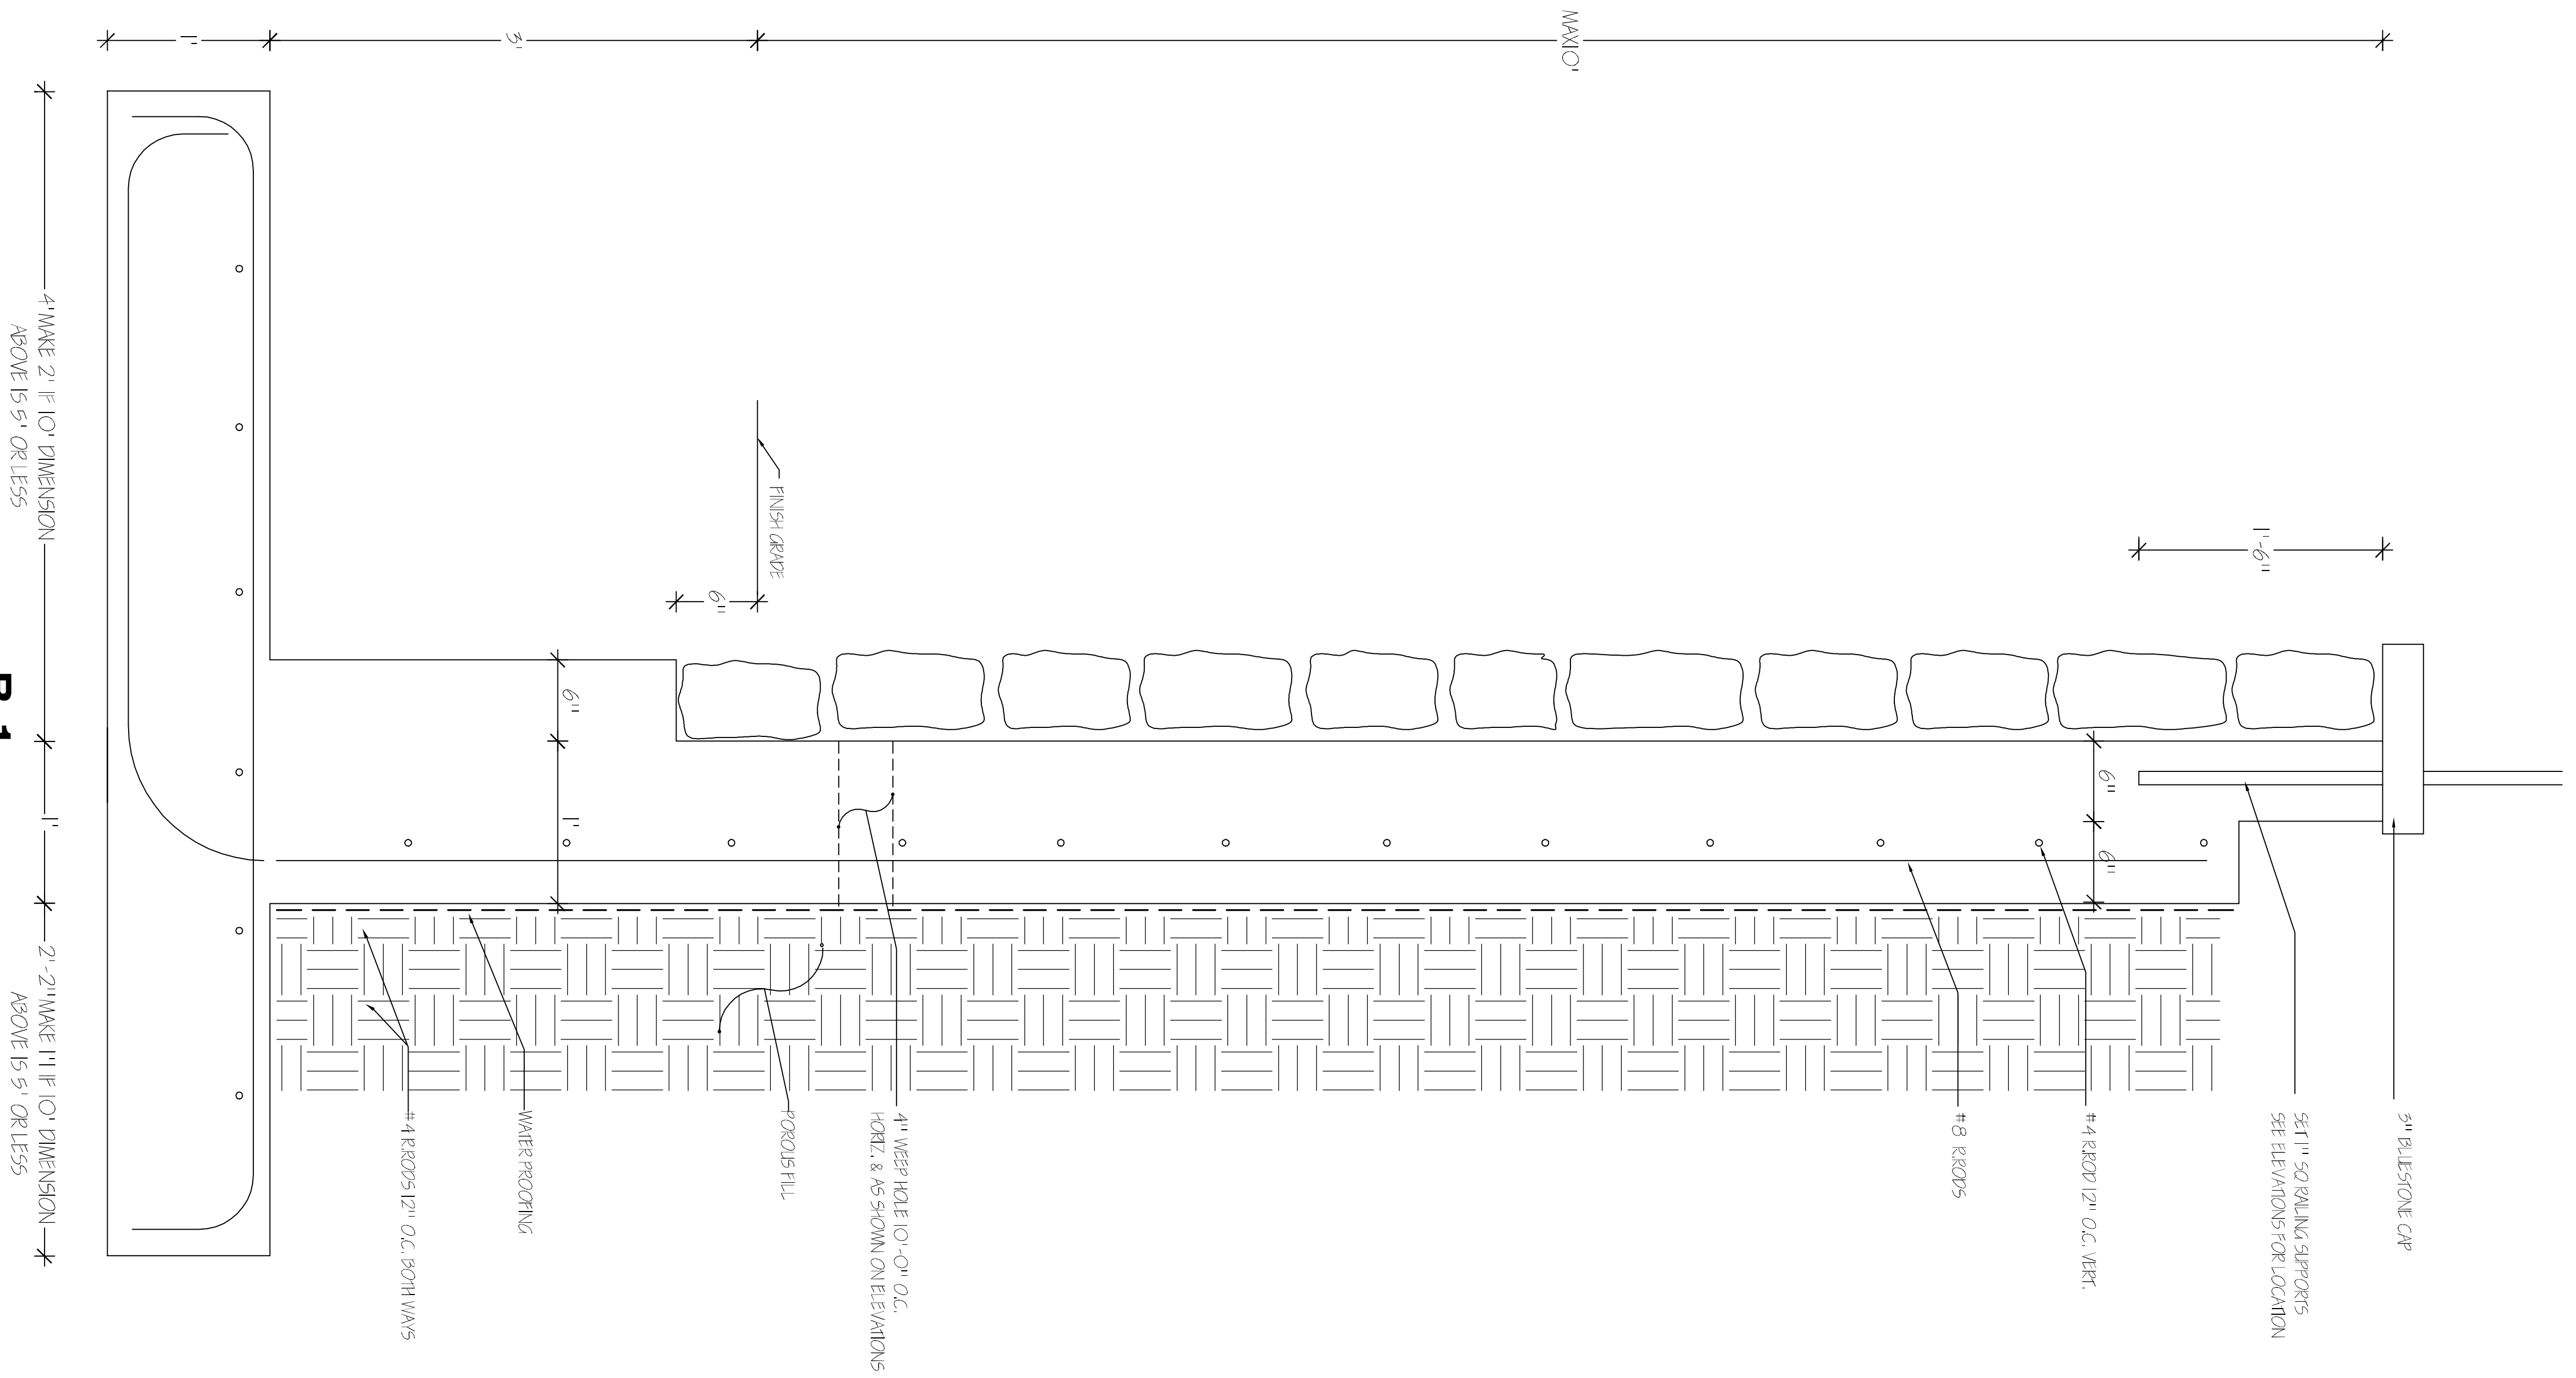 3" BLUESTONE CAP
SET 1" SQ RAILING SUPPORTS
SEE ELEVATIONS FOR LOCATION
1'-6"
6"
6"
#4 R.ROD 12" O.C. VERT.
#8 R.RODS
MAX10'
4" WEEP HOLE 10'-0" O.C.
HORIZ. & AS SHOWN ON ELEVATIONS
FINISH GRADE
POROUS FILL
6"
6"
1'
WATER PROOFING
3'
#4 R.RODS 12" O.C. BOTH WAYS
1'
4' MAKE 2' IF 10' DIMENSION
ABOVE IS 5' OR LESS
1'
2'-2" MAKE 1'1" IF 10' DIMENSION
ABOVE IS 5' OR LESS